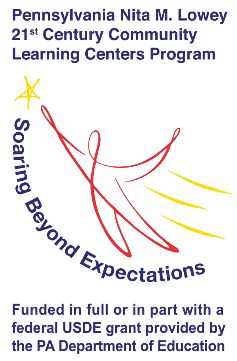 Pennsylvania Nita M. Lowey
21st Century Community
Learning Centers Program
Soaring Beyond Expectations
Funded in full or in part with a
federal USDE grant provided by
the PA Department of Education